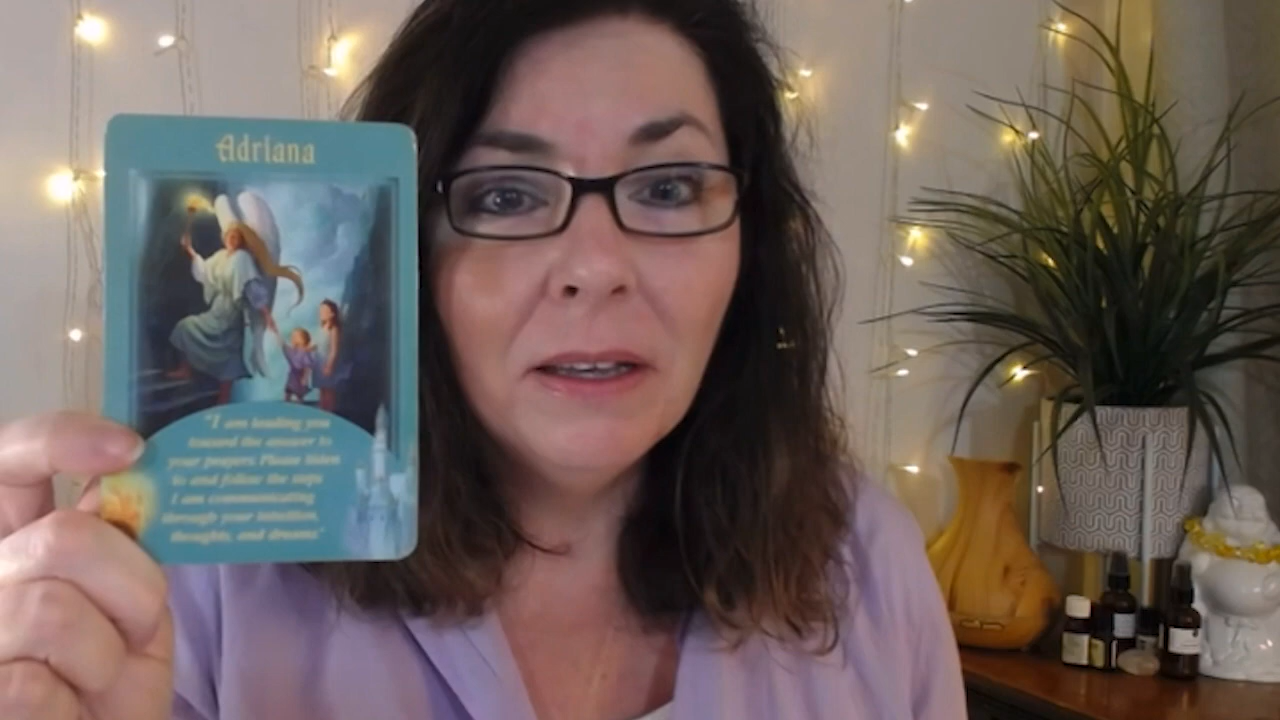 Adriana
"I am leading you
toward the answer to
your prayers. Please listen
to and follow the steps
I am communicating
through your intuition,
thoughts, and dreams."